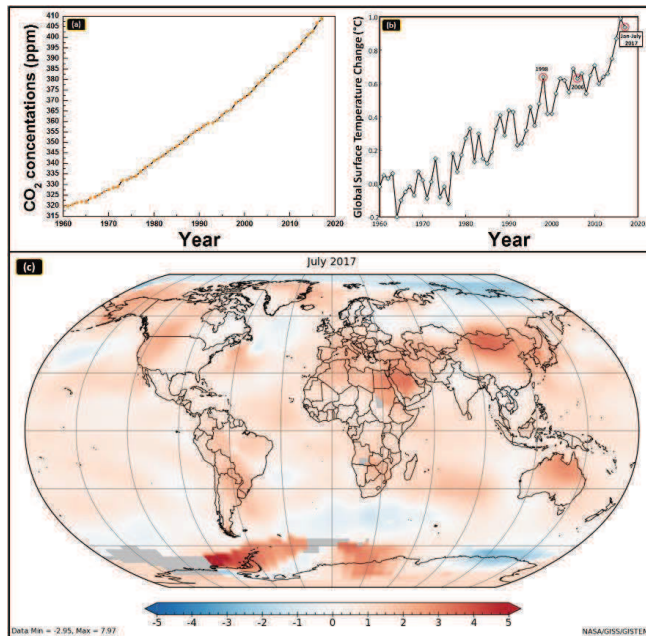 (a)
CO2 concentations (ppm)
410
405
400
395
390
385
380
375
370
365
360
355
350
345
340
335
330
325
320
315
1960 1970 1980 1990 2000 2010 2020
Year
(b)
Global Surface Temperature Change (°C)
1.0
0.8
0.6
0.4
0.2
0.0
-0.2
1998
2006
Jan-July
2017
1960 1970 1980 1990 2000 2010 2020
Year
(c)
July 2017
-5 -4 -3 -2 -1 0 1 2 3 4 5
Data Min = -2.95, Max = 7.97
NASA/GISS/GISTEM